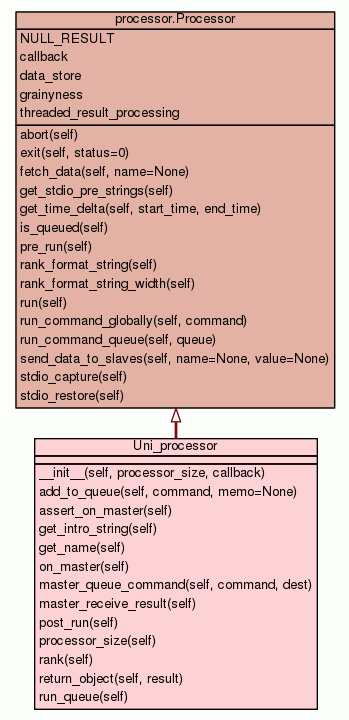 processor.Processor
NULL_RESULT
callback
data_store
grainyness
threaded_result_processing
abort(self)
exit(self, status=0)
fetch_data(self, name=None)
get_stdio_pre_strings(self)
get_time_delta(self, start_time, end_time)
is_queued(self)
pre_run(self)
rank_format_string(self)
rank_format_string_width(self)
run(self)
run_command_globally(self, command)
run_command_queue(self, queue)
send_data_to_slaves(self, name=None, value=None)
stdio_capture(self)
stdio_restore(self)
Uni_processor
__init__(self, processor_size, callback)
add_to_queue(self, command, memo=None)
assert_on_master(self)
get_intro_string(self)
get_name(self)
on_master(self)
master_queue_command(self, command, dest)
master_receive_result(self)
post_run(self)
processor_size(self)
rank(self)
return_object(self, result)
run_queue(self)